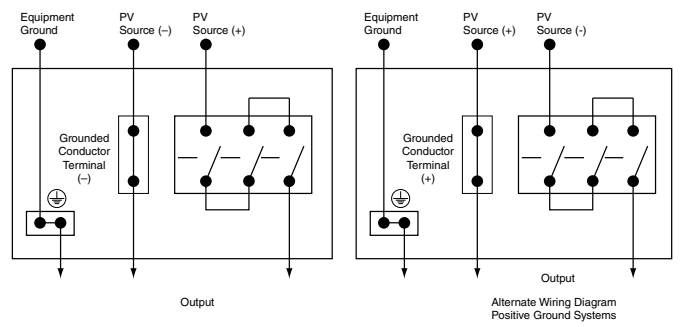 Equipment
Ground
PV
Source (–)
PV
Source (+)
Grounded
Conductor
Terminal
(–)
Output
Equipment
Ground
PV
Source (+)
PV
Source (-)
Grounded
Conductor
Terminal
(+)
Output
Alternate Wiring Diagram
Positive Ground Systems